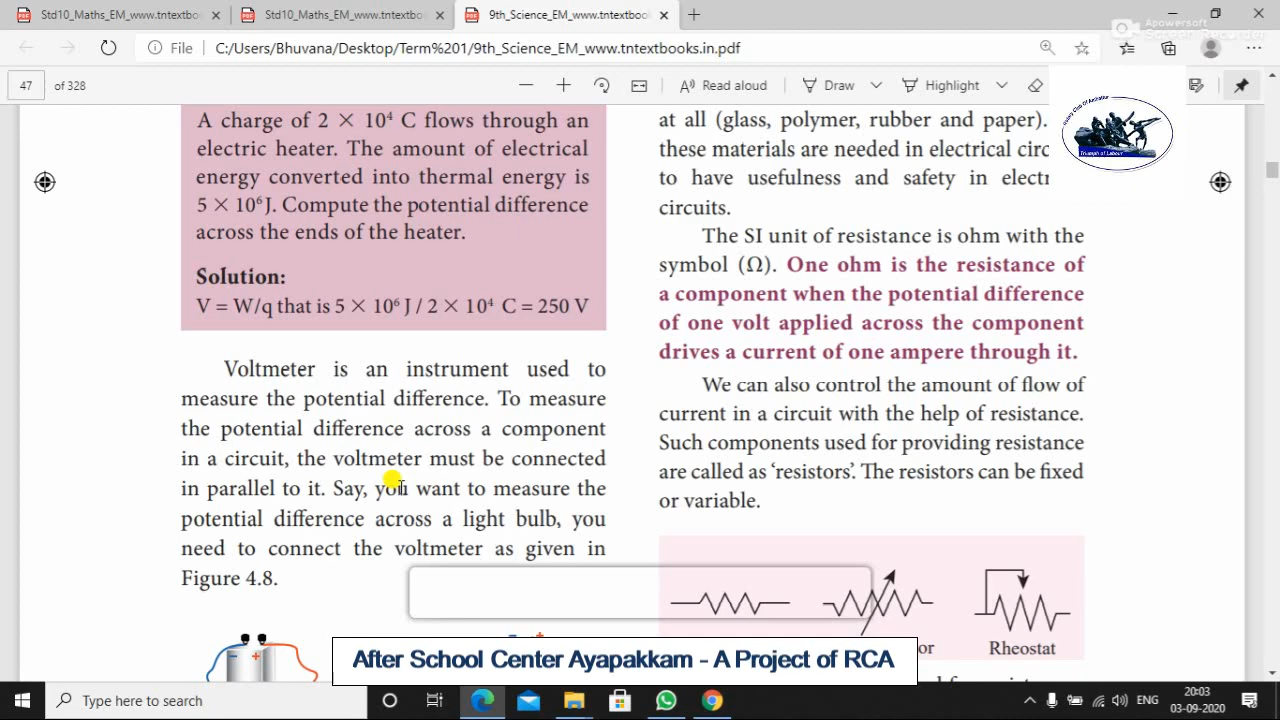 Std10_Maths_EM_www.tntextbook
Std10_Maths_EM_www.tntextbook
9th_Science_EM_www.tntextbook
Apowersoft
Screen Recorder
File
C:/Users/Bhuvana/Desktop/Term%201/9th_Science_EM_www.tntextbooks.in.pdf
47 of 328
Read aloud
Draw
Highlight
Triumph of Labour
A charge of 2 × 10⁴ C flows through an
electric heater. The amount of electrical
energy converted into thermal energy is
5 × 10⁶ J. Compute the potential difference
across the ends of the heater.
Solution:
V = W/q that is 5 × 10⁶ J / 2 × 10⁴ C = 250 V
Voltmeter is an instrument used to
measure the potential difference. To measure
the potential difference across a component
in a circuit, the voltmeter must be connected
in parallel to it. Say, you want to measure the
potential difference across a light bulb, you
need to connect the voltmeter as given in
Figure 4.8.
at all (glass, polymer, rubber and paper).
these materials are needed in electrical circ
to have usefulness and safety in electr
circuits.
The SI unit of resistance is ohm with the
symbol (Ω). One ohm is the resistance of
a component when the potential difference
of one volt applied across the component
drives a current of one ampere through it.
We can also control the amount of flow of
current in a circuit with the help of resistance.
Such components used for providing resistance
are called as ‘resistors’. The resistors can be fixed
or variable.
or
Rheostat
After School Center Ayapakkam - A Project of RCA
Type here to search
ENG
20:03
03-09-2020